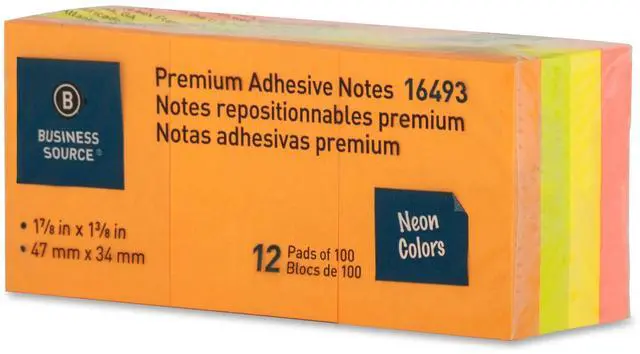 Premium Adhesive Notes 16493
Notes repositionnables premium
Notas adhesivas premium
B
BUSINESS
SOURCE®
• 1⅞ in x 1⅜ in
• 47 mm x 34 mm
12 Pads of 100
Blocs de 100
Neon
Colors